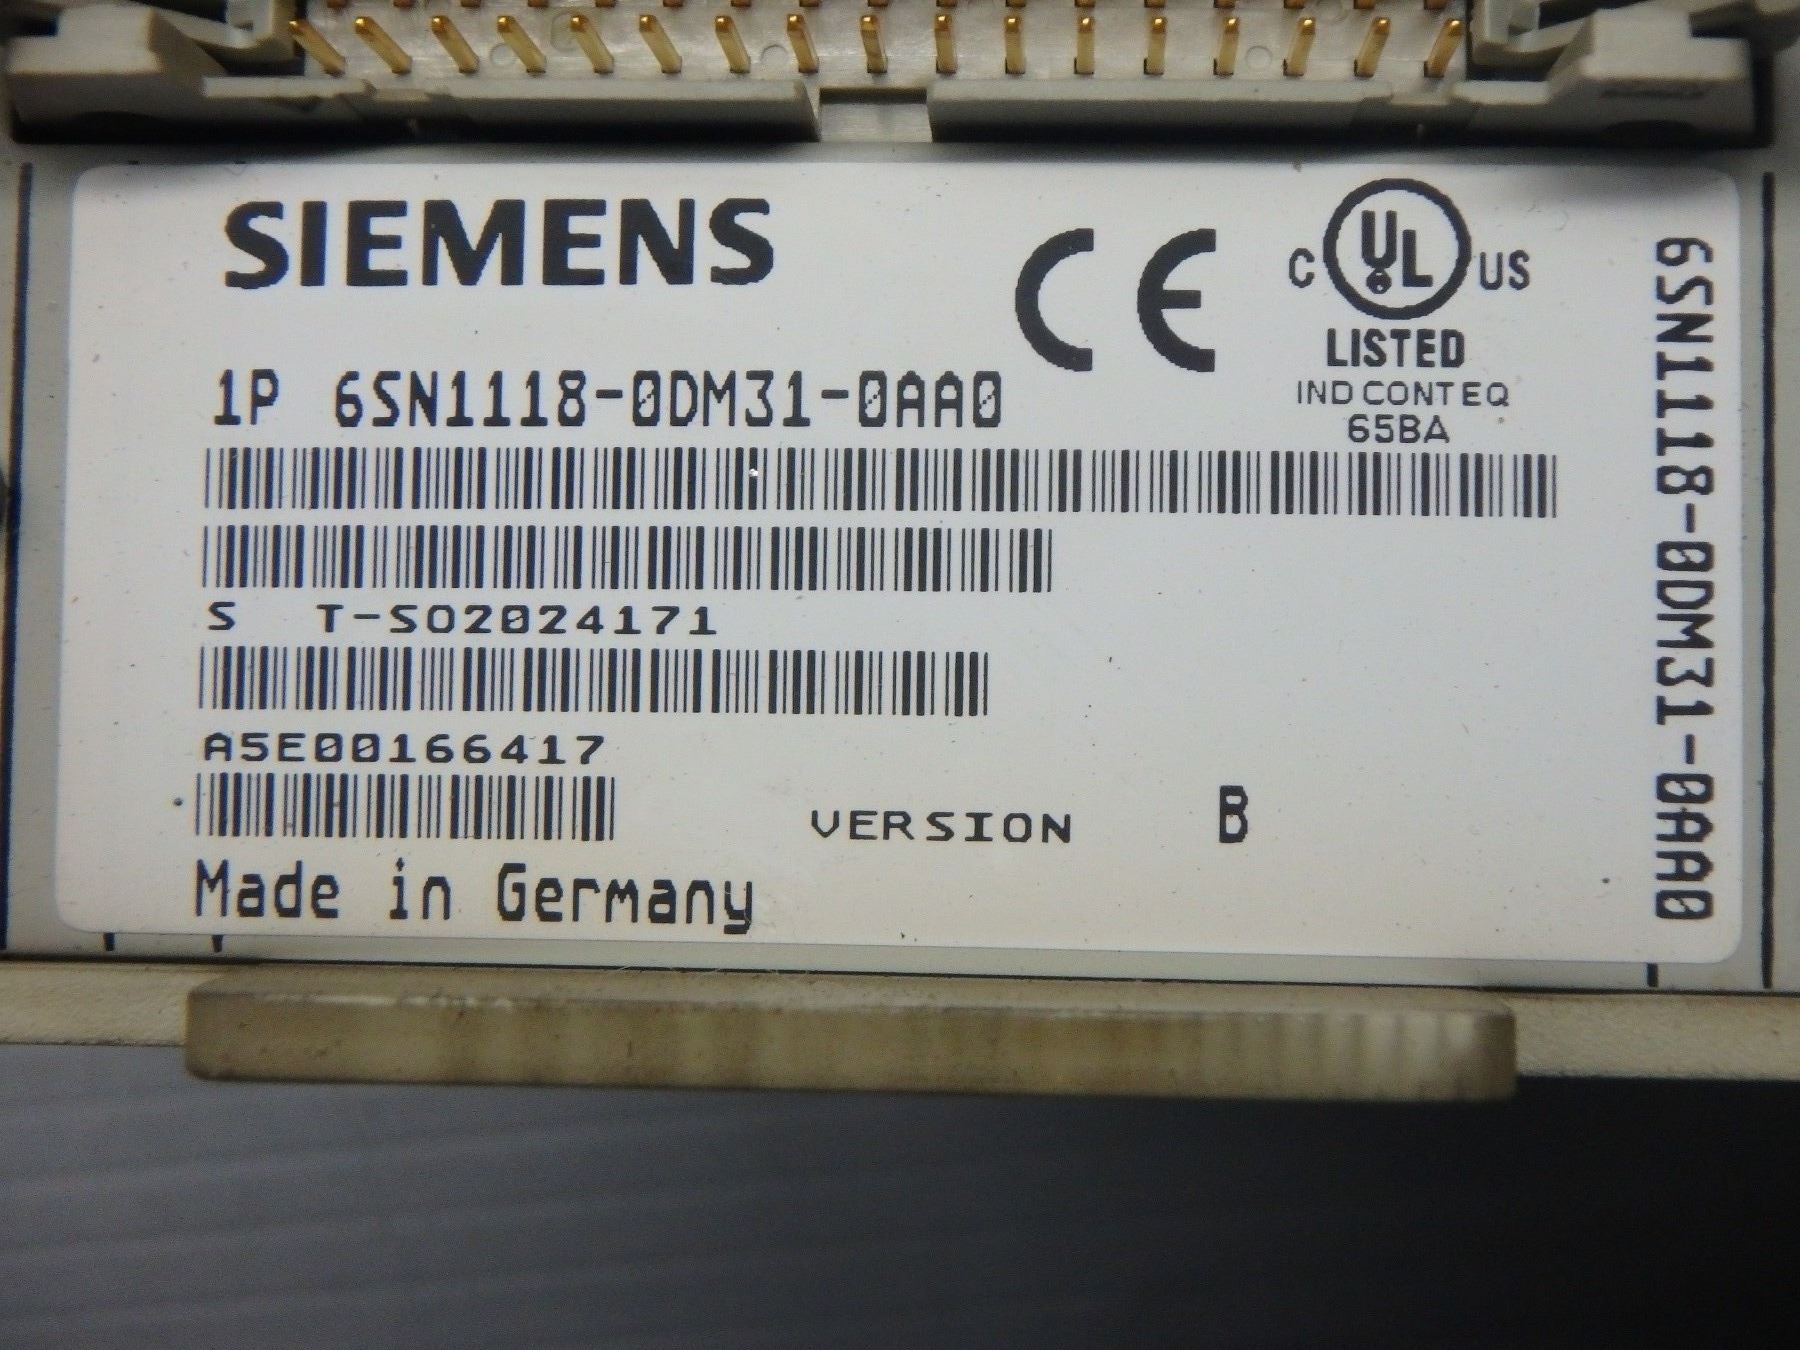 SIEMENS
CE
C UL US
LISTED
IND CONT EQ
65BA
1P 6SN1118-0DM31-0AA0
S T-S02024171
A5E00166417
VERSION B
Made in Germany
6SN1118-0DM31-0AA0